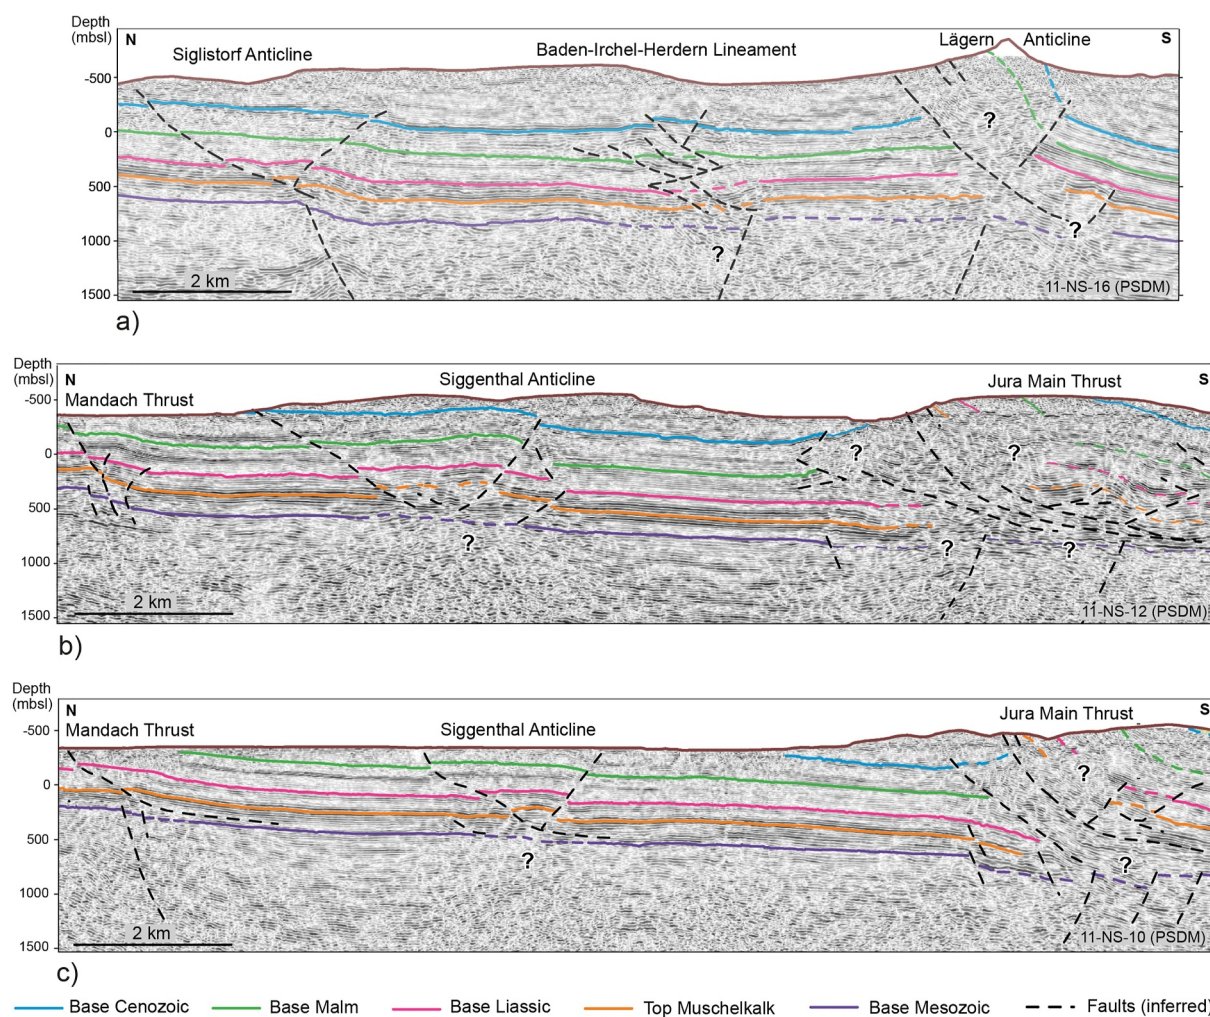 Depth
(mbsl)
N
Siglistorf Anticline
Baden-Irchel-Herdern Lineament
Lägern Anticline
S
-500
0
500
1000
1500
?
?
?
2 km
11-NS-16 (PSDM)
a)
Depth
(mbsl)
N
Mandach Thrust
Siggenthal Anticline
Jura Main Thrust
S
-500
0
500
1000
1500
?
?
?
?
?
2 km
11-NS-12 (PSDM)
b)
Depth
(mbsl)
N
Mandach Thrust
Siggenthal Anticline
Jura Main Thrust
S
-500
0
500
1000
1500
?
?
?
2 km
11-NS-10 (PSDM)
c)
Base Cenozoic
Base Malm
Base Liassic
Top Muschelkalk
Base Mesozoic
Faults (inferred)